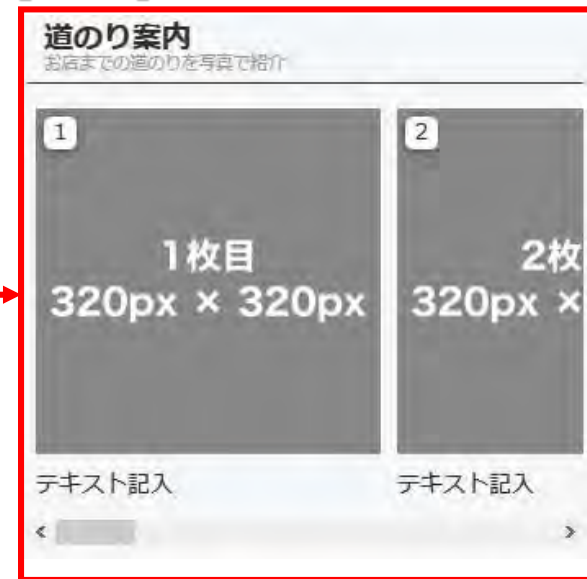 道のり案内
お店までの道のりを写真で紹介
1
1枚目
320px × 320px
テキスト記入
2
2枚
320px ×
テキスト記入